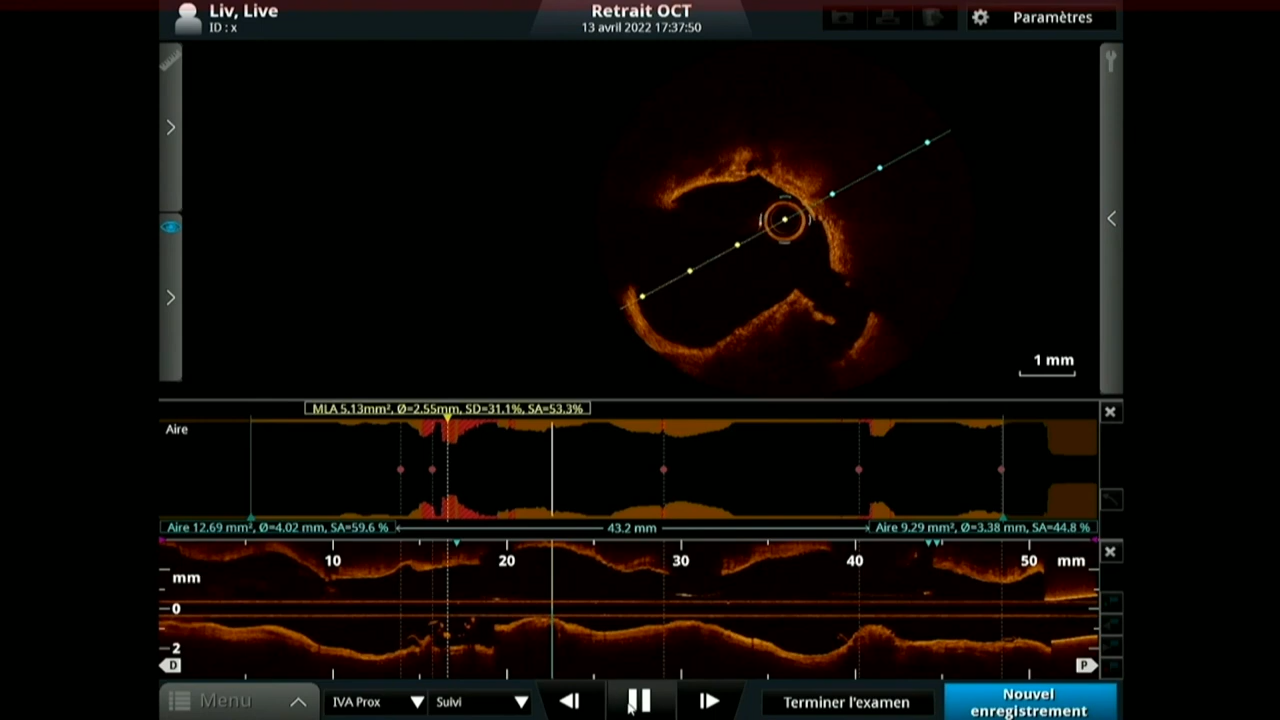 Liv, Live
ID : x
Retrait OCT
13 avril 2022 17:37:50
Paramètres
1 mm
MLA 5.13mm², Ø=2.55mm, SD=31.1%, SA=53.3%
Aire
Aire 12.69 mm², Ø=4.02 mm, SA=59.6 %
43.2 mm
Aire 9.29 mm², Ø=3.38 mm, SA=44.8 %
10 20 30 40 50 mm
mm
0
2
D
P
Menu
IVA Prox
Suivi
Terminer l'examen
Nouvel
enregistrement